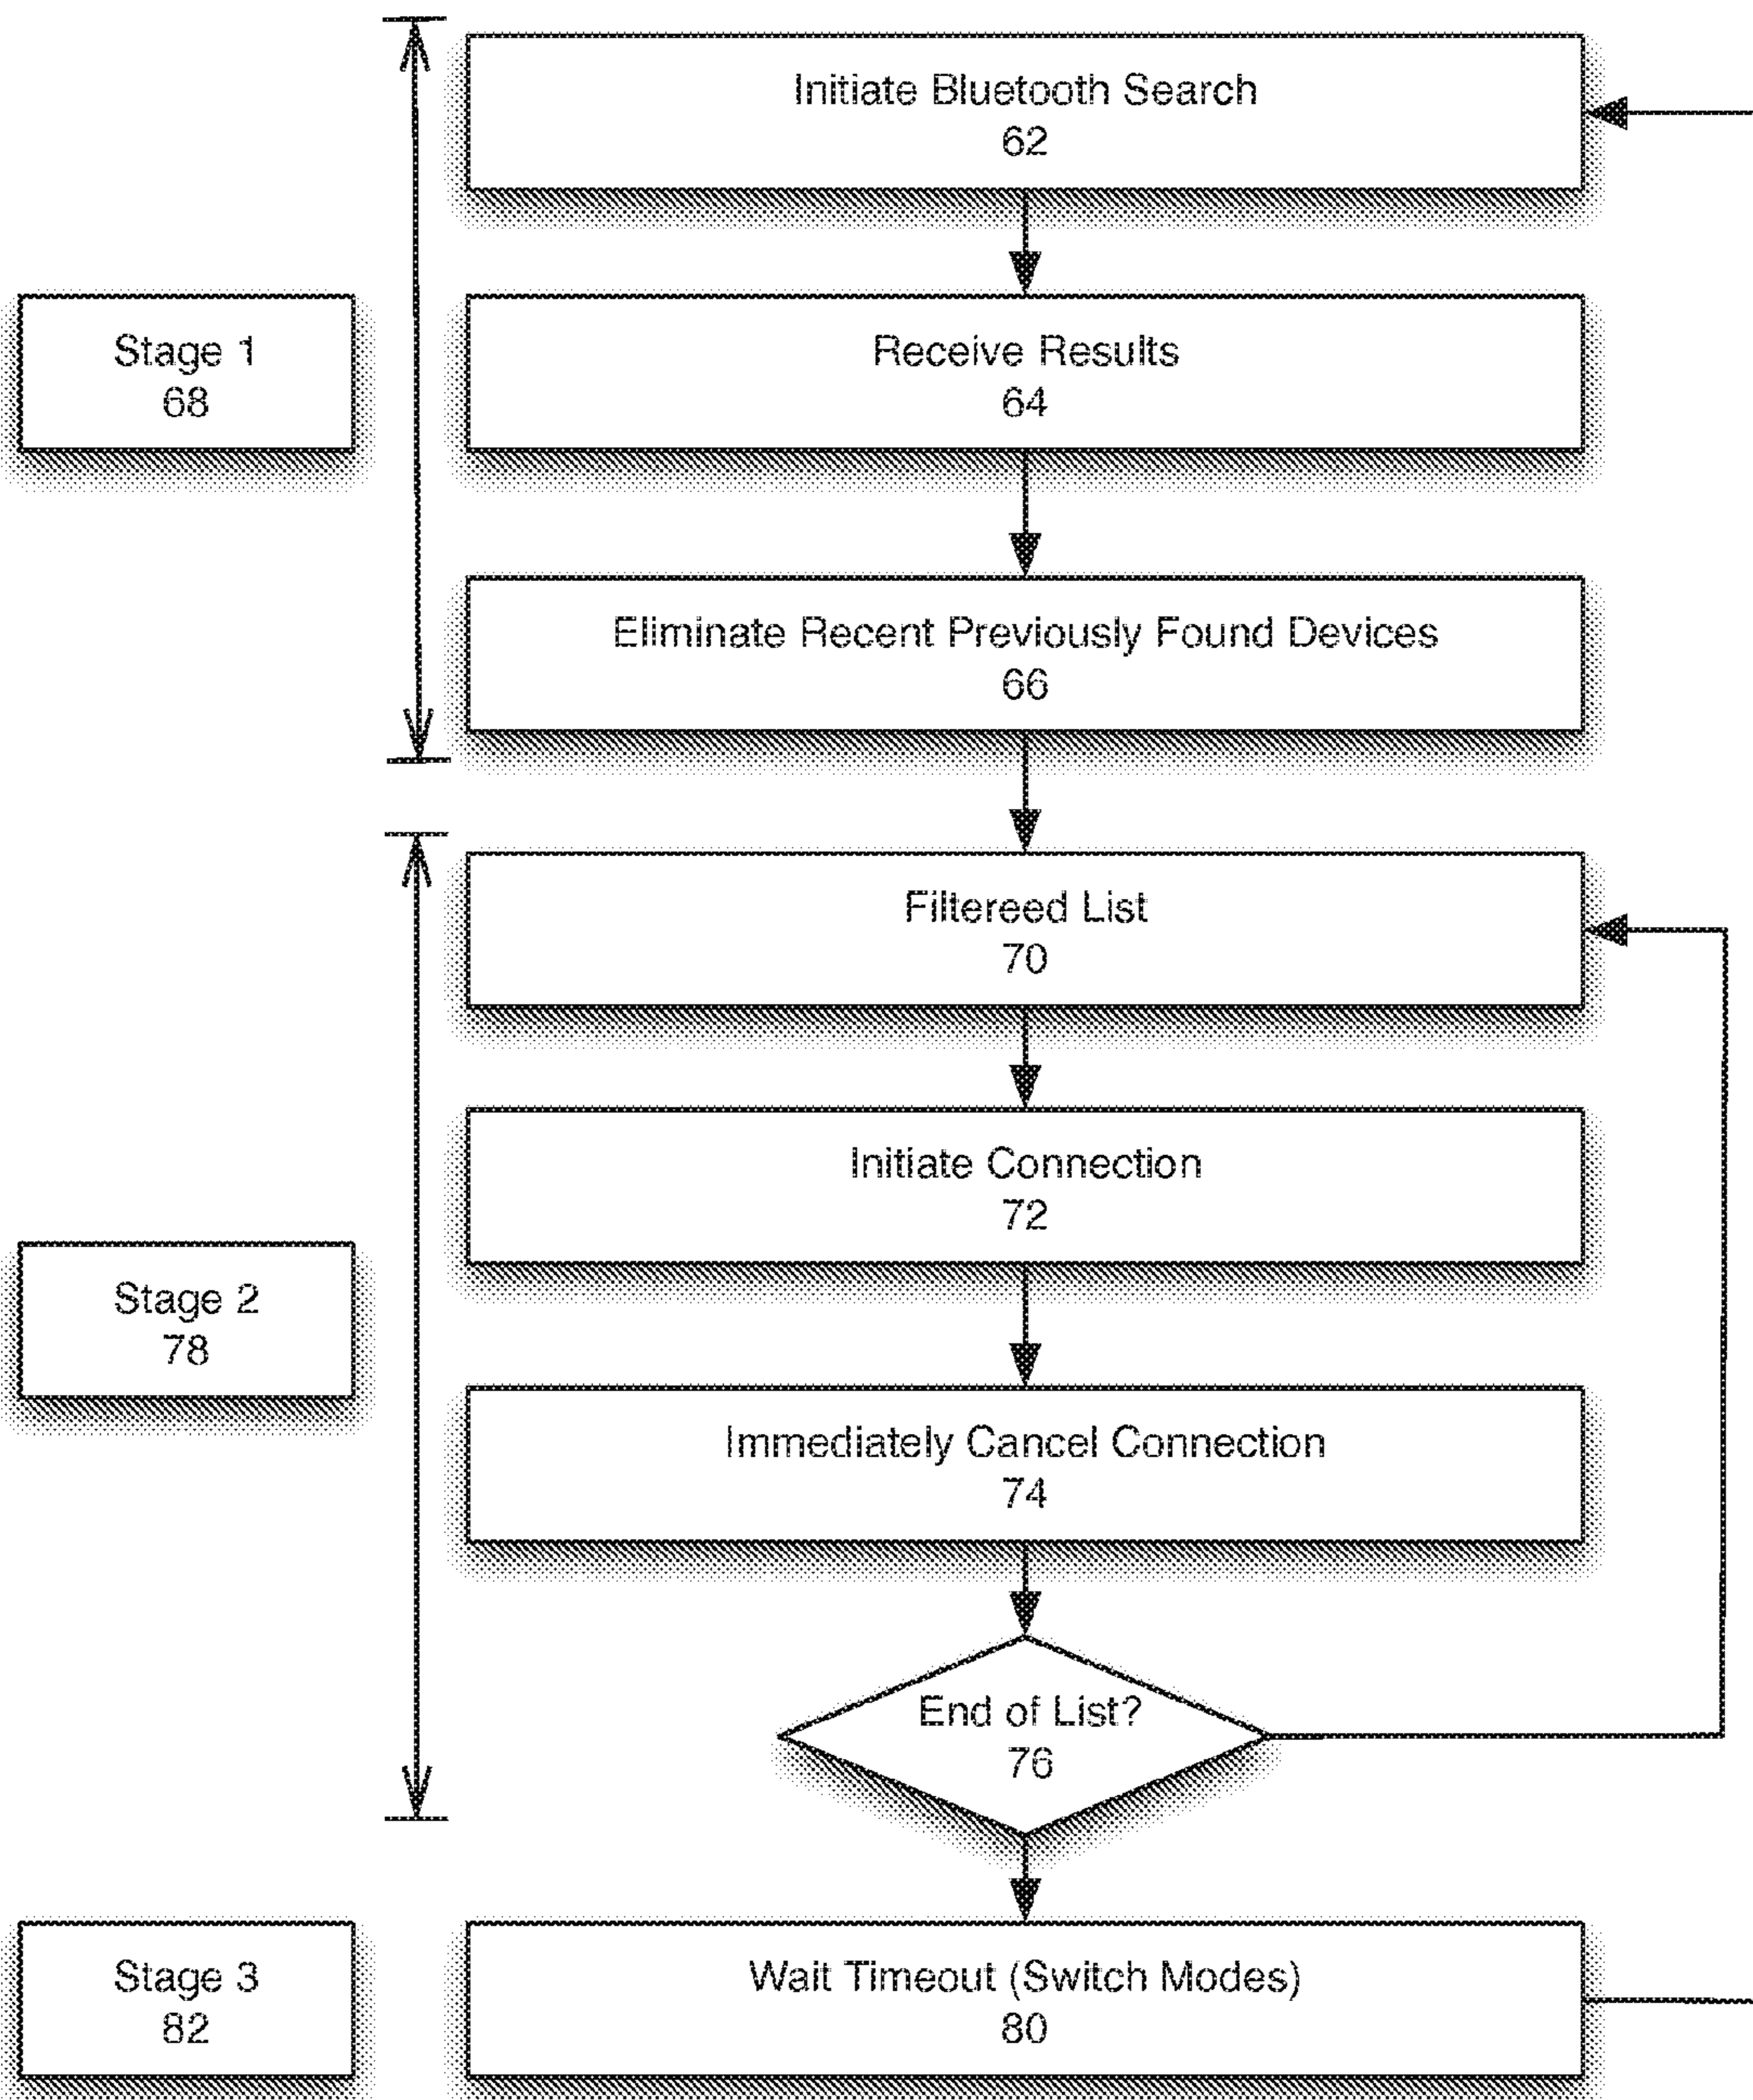 Initiate Bluetooth Search
62
Stage 1
68
Receive Results
64
Eliminate Recent Previously Found Devices
66
Filtereed List
70
Initiate Connection
72
Stage 2
78
Immediately Cancel Connection
74
End of List?
76
Stage 3
82
Wait Timeout (Switch Modes)
80